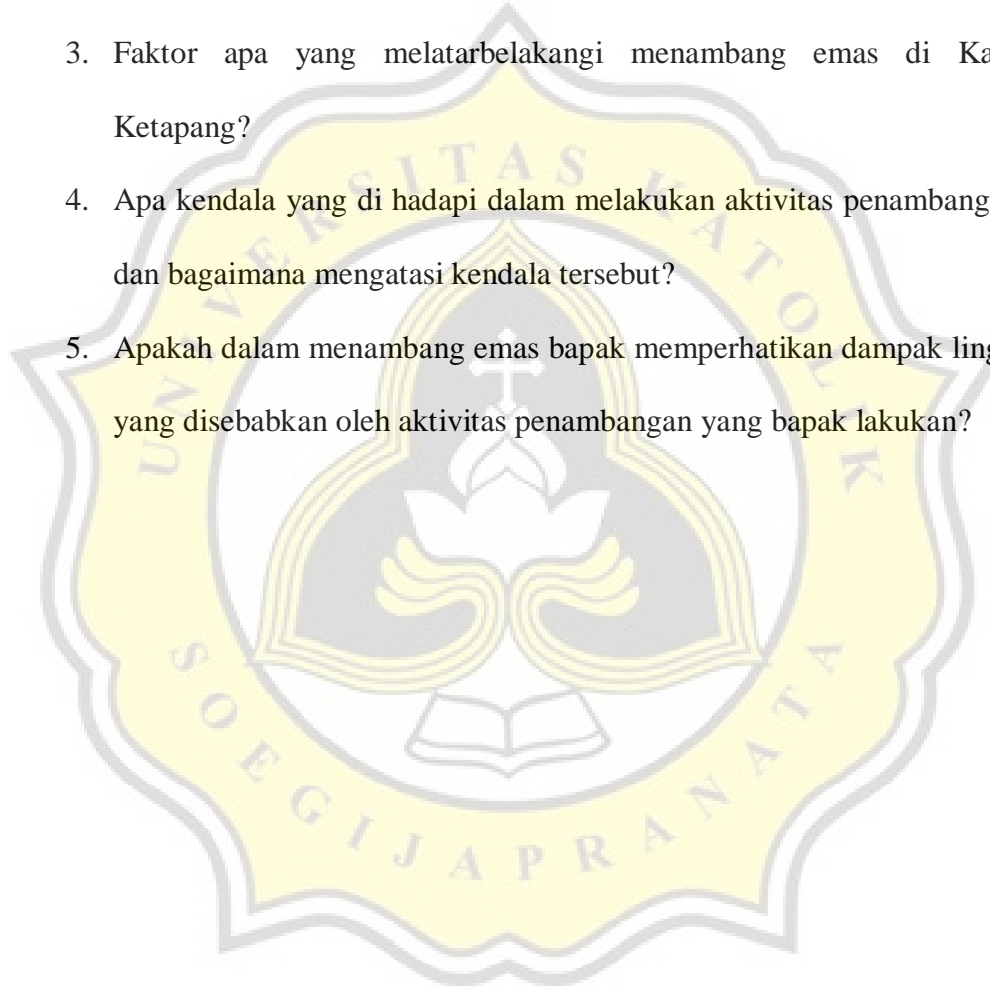 3. Faktor apa yang melatarbelakangi menambang emas di Ka
Ketapang?
4. Apa kendala yang di hadapi dalam melakukan aktivitas penambang
dan bagaimana mengatasi kendala tersebut?
5. Apakah dalam menambang emas bapak memperhatikan dampak ling
yang disebabkan oleh aktivitas penambangan yang bapak lakukan?
UNIVERSITAS KATOLIK
SOEGIJAPRANATA